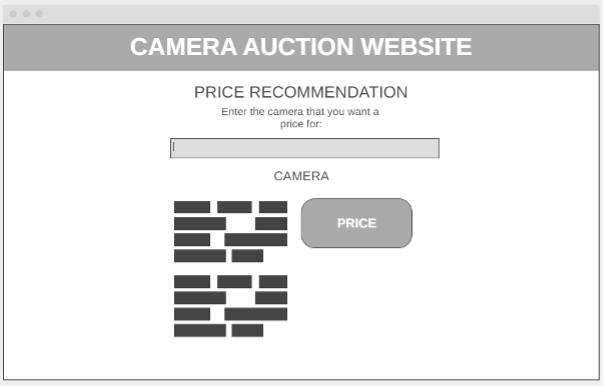 CAMERA AUCTION WEBSITE
PRICE RECOMMENDATION
Enter the camera that you want a
price for:
CAMERA
PRICE